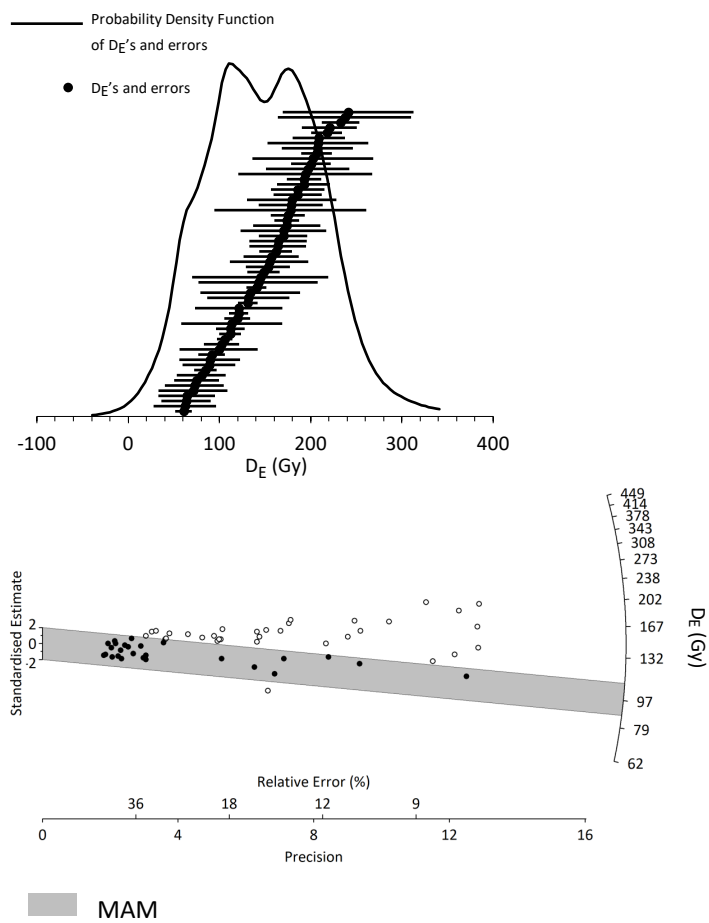 Probability Density Function
of DE's and errors
DE's and errors
-100 0 100 200 300 400
DE (Gy)
449
414
378
343
308
273
238
202
167
132
97
79
62
DE (Gy)
Standardised Estimate
2
0
-2
Relative Error (%)
36 18 12 9
0 4 8 12 16
Precision
MAM